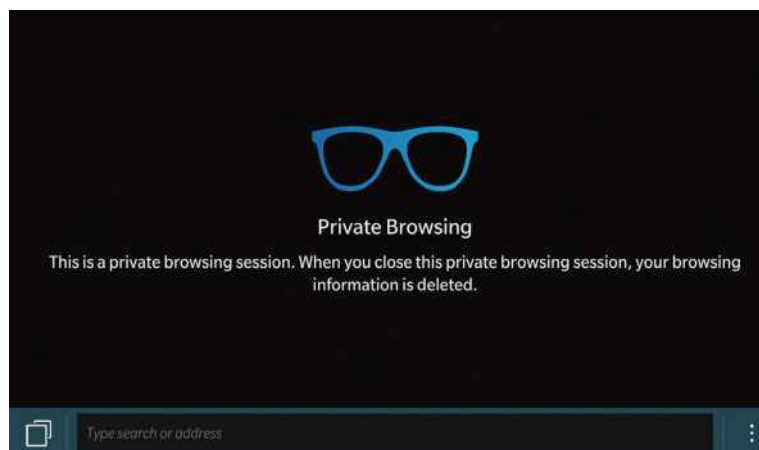 Private Browsing
This is a private browsing session. When you close this private browsing session, your browsing
information is deleted.
Type search or address